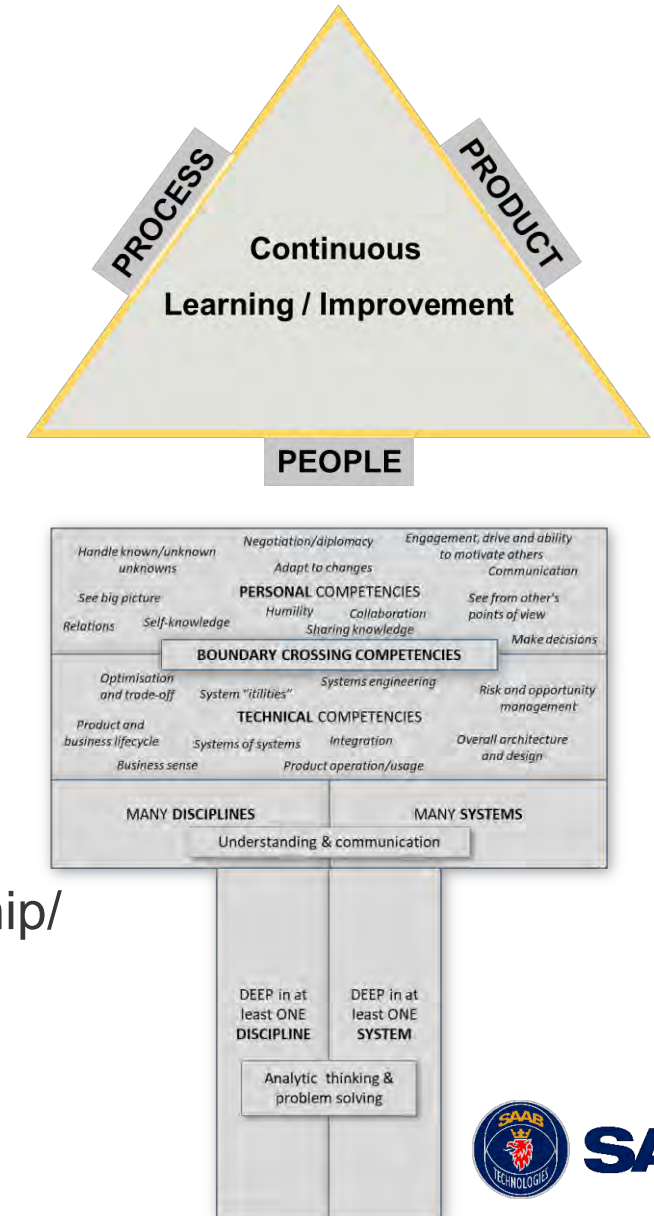 PROCESS
PRODUCT
Continuous
Learning / Improvement
PEOPLE
Handle known/unknown
unknowns
Negotiation/diplomacy
Engagement, drive and ability
to motivate others
Adapt to changes
Communication
See big picture
PERSONAL COMPETENCIES
See from other's
points of view
Relations
Self-knowledge
Humility
Collaboration
Sharing knowledge
Make decisions
BOUNDARY CROSSING COMPETENCIES
Optimisation
and trade-off
System "itilities"
Systems engineering
Risk and opportunity
management
TECHNICAL COMPETENCIES
Product and
business lifecycle
Systems of systems
Integration
Overall architecture
and design
Business sense
Product operation/usage
MANY DISCIPLINES
MANY SYSTEMS
Understanding & communication
ip/
DEEP in at
least ONE
DISCIPLINE
DEEP in at
least ONE
SYSTEM
Analytic thinking &
problem solving
SAAB
TECHNOLOGIES
SA